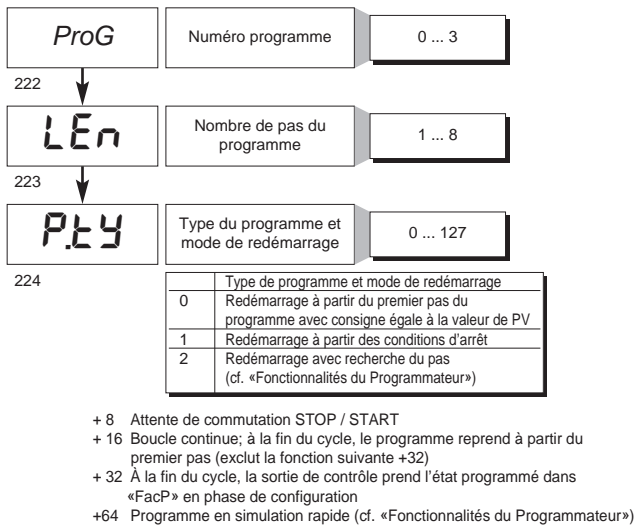 ProG
Numéro programme
0 ... 3
222
LEn
Nombre de pas du
programme
1 ... 8
223
P.tY
Type du programme et
mode de redémarrage
0 ... 127
224
Type de programme et mode de redémarrage
0 Redémarrage à partir du premier pas du
programme avec consigne égale à la valeur de PV
1 Redémarrage à partir des conditions d'arrêt
2 Redémarrage avec recherche du pas
(cf. «Fonctionnalités du Programmateur»)
+ 8 Attente de commutation STOP / START
+ 16 Boucle continue; à la fin du cycle, le programme reprend à partir du
premier pas (exclut la fonction suivante +32)
+ 32 À la fin du cycle, la sortie de contrôle prend l'état programmé dans
«FacP» en phase de configuration
+64 Programme en simulation rapide (cf. «Fonctionnalités du Programmateur»)